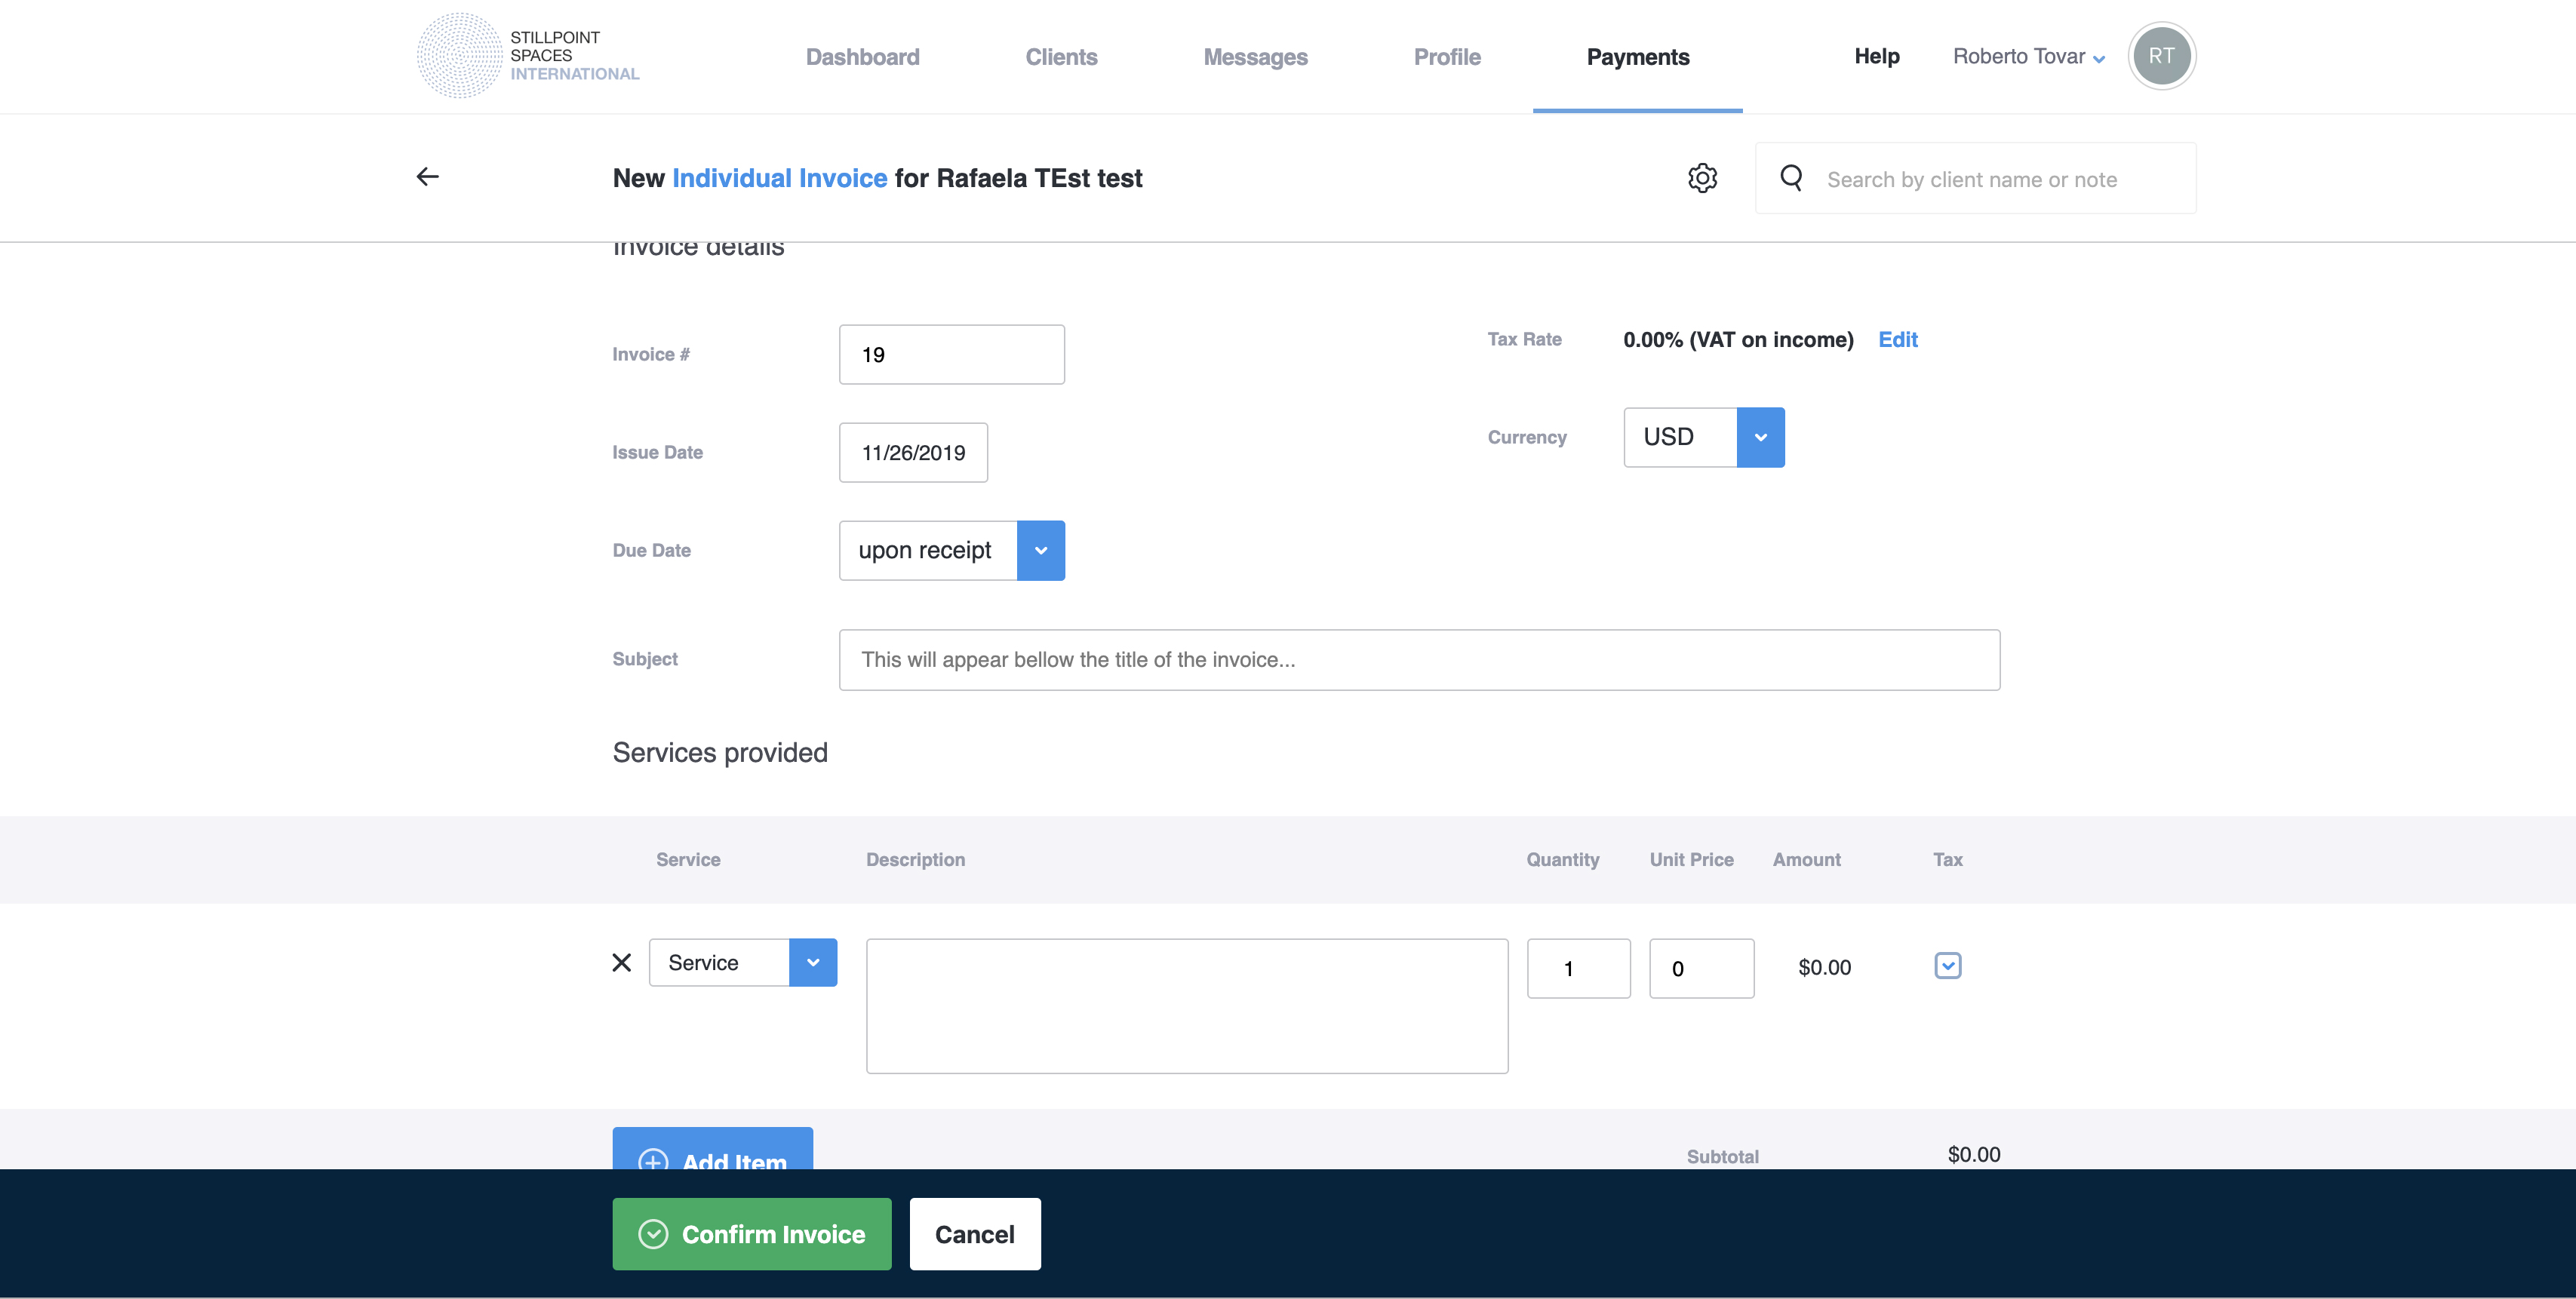 STILLPOINT
SPACES
INTERNATIONAL
Dashboard
Clients
Messages
Profile
Payments
Help
Roberto Tovar
RT
New Individual Invoice for Rafaela TEst test
Search by client name or note
Invoice details
Invoice #
19
Tax Rate
0.00% (VAT on income)
Edit
Issue Date
11/26/2019
Currency
USD
Due Date
upon receipt
Subject
This will appear bellow the title of the invoice...
Services provided
Service
Description
Quantity
Unit Price
Amount
Tax
Service
1
0
$0.00
Add Item
Subtotal
$0.00
Confirm Invoice
Cancel